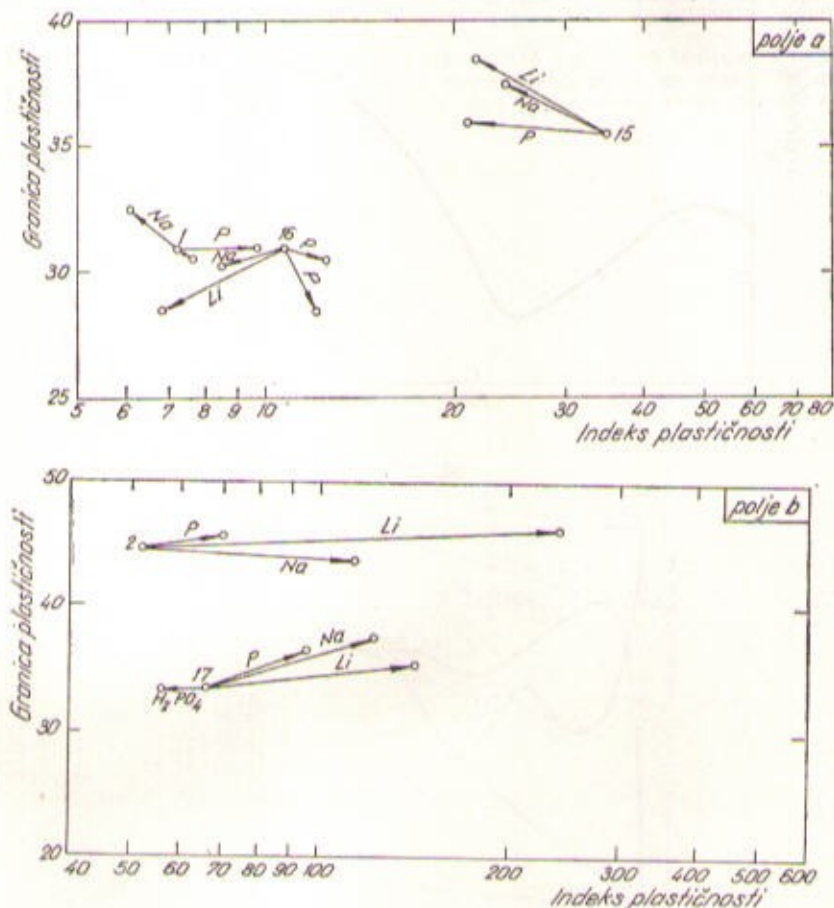 40
polje a
Granica plastičnosti
Li
Na
P
15
35
Na
1
P
16
P
30
Na
P
Li
25
5 6 7 8 9 10 20 30 40 50 60 70 80
Indeks plastičnosti
50
polje b
Granica plastičnosti
P
Li
2
Na
40
Na
P
17
Li
H₂PO₄
30
20
40 50 60 70 80 100 200 300 400 500 600
Indeks plastičnosti